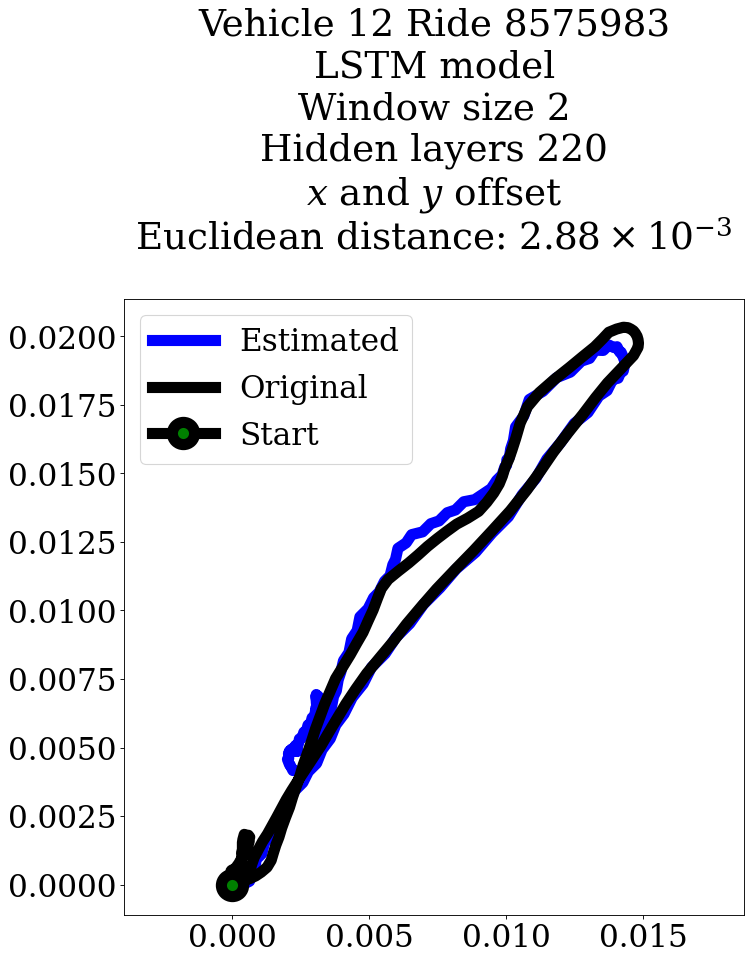 Vehicle 12 Ride 8575983
LSTM model
Window size 2
Hidden layers 220
x and y offset
Euclidean distance: 2.88 × 10⁻³
Estimated
Original
Start
0.0200
0.0175
0.0150
0.0125
0.0100
0.0075
0.0050
0.0025
0.0000
0.000 0.005 0.010 0.015